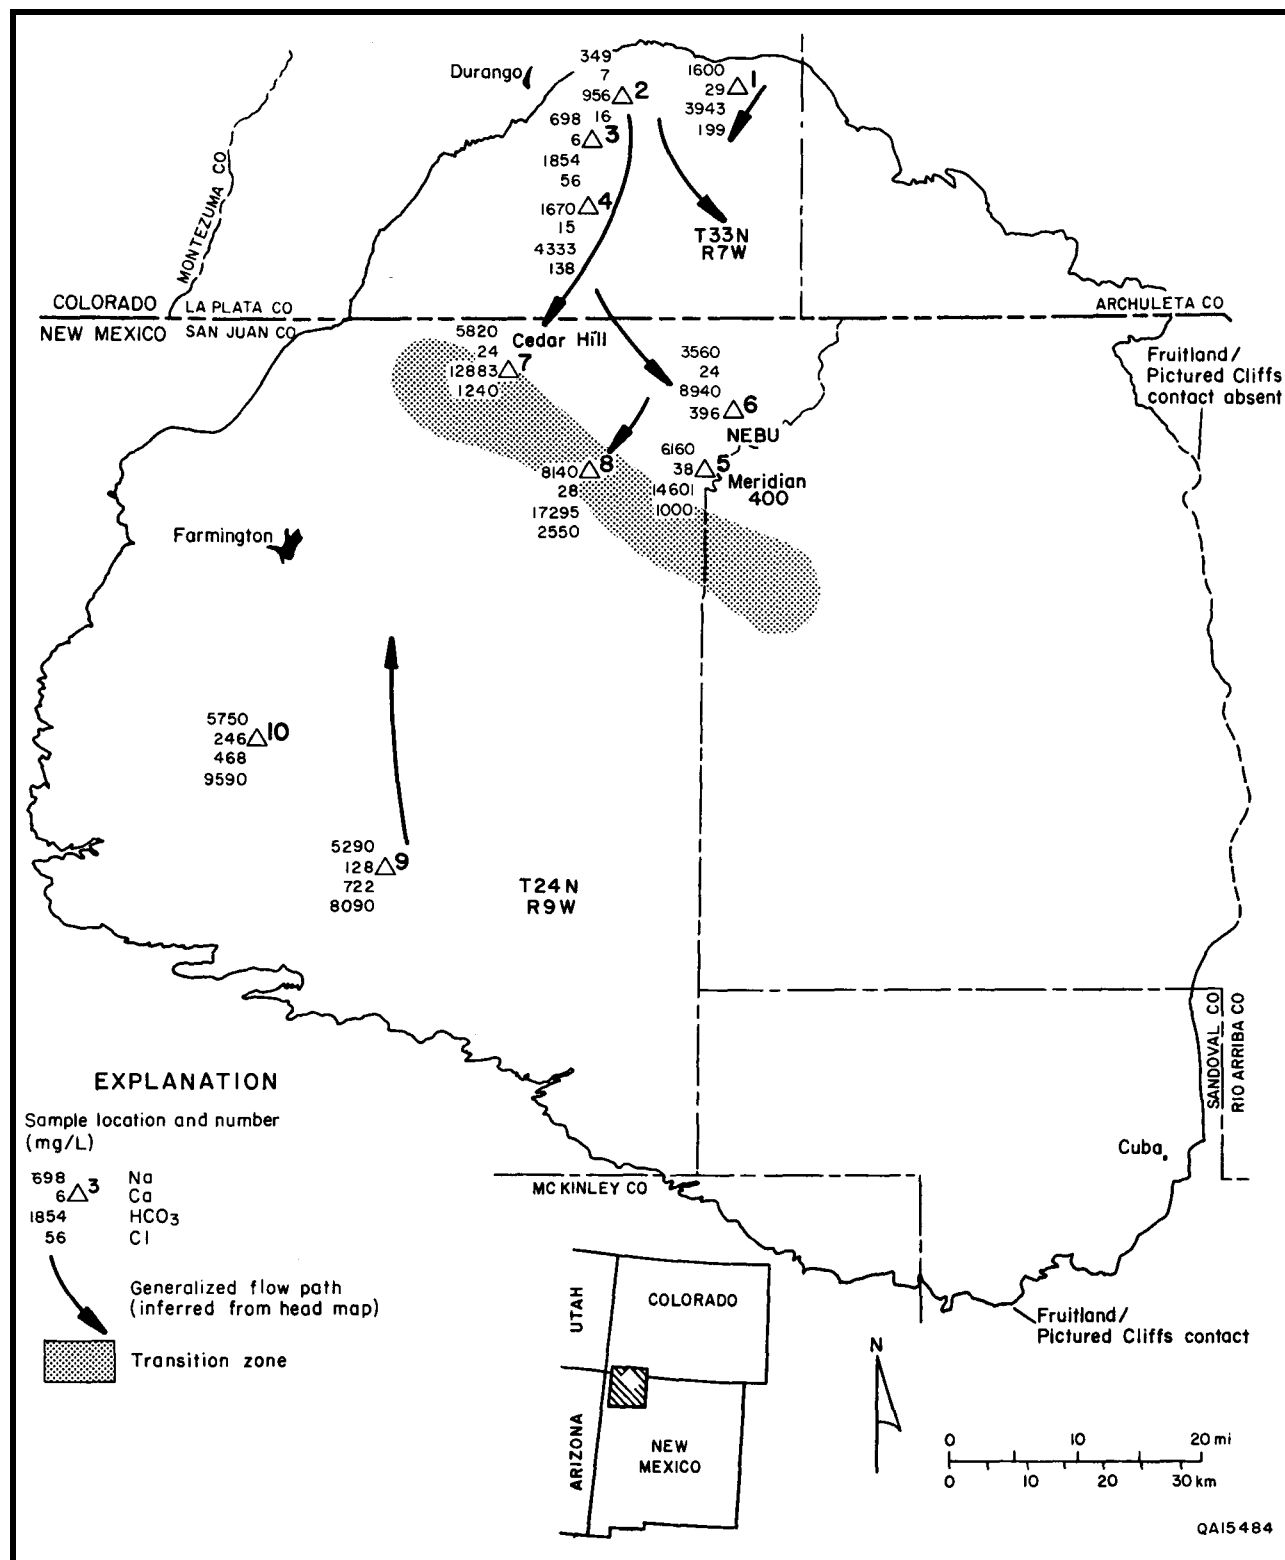 Durango
349
7
956 2
16
1600
29 1
3943
199
698
6 3
1854
56
1670 4
15
4333
138
T33N
R7W
MONTEZUMA CO
COLORADO
LA PLATA CO
ARCHULETA CO
NEW MEXICO
SAN JUAN CO
Cedar Hill
5820
24
12883 7
1240
3560
24
8940
396 6
NEBU
Fruitland/
Pictured Cliffs
contact absent
6160
38 5
14601
1000
Meridian
400
8140 8
28
17295
2550
Farmington
5750
246 10
468
9590
5290
128 9
722
8090
T24N
R9W
SANDOVAL CO
RIO ARRIBA CO
Cuba
MC KINLEY CO
EXPLANATION
Sample location and number
(mg/L)
698 Na
6 3 Ca
1854 HCO3
56 Cl
Generalized flow path
(inferred from head map)
Transition zone
UTAH
COLORADO
ARIZONA
NEW
MEXICO
Fruitland/
Pictured Cliffs contact
N
0 10 20 mi
0 10 20 30 km
QA15484